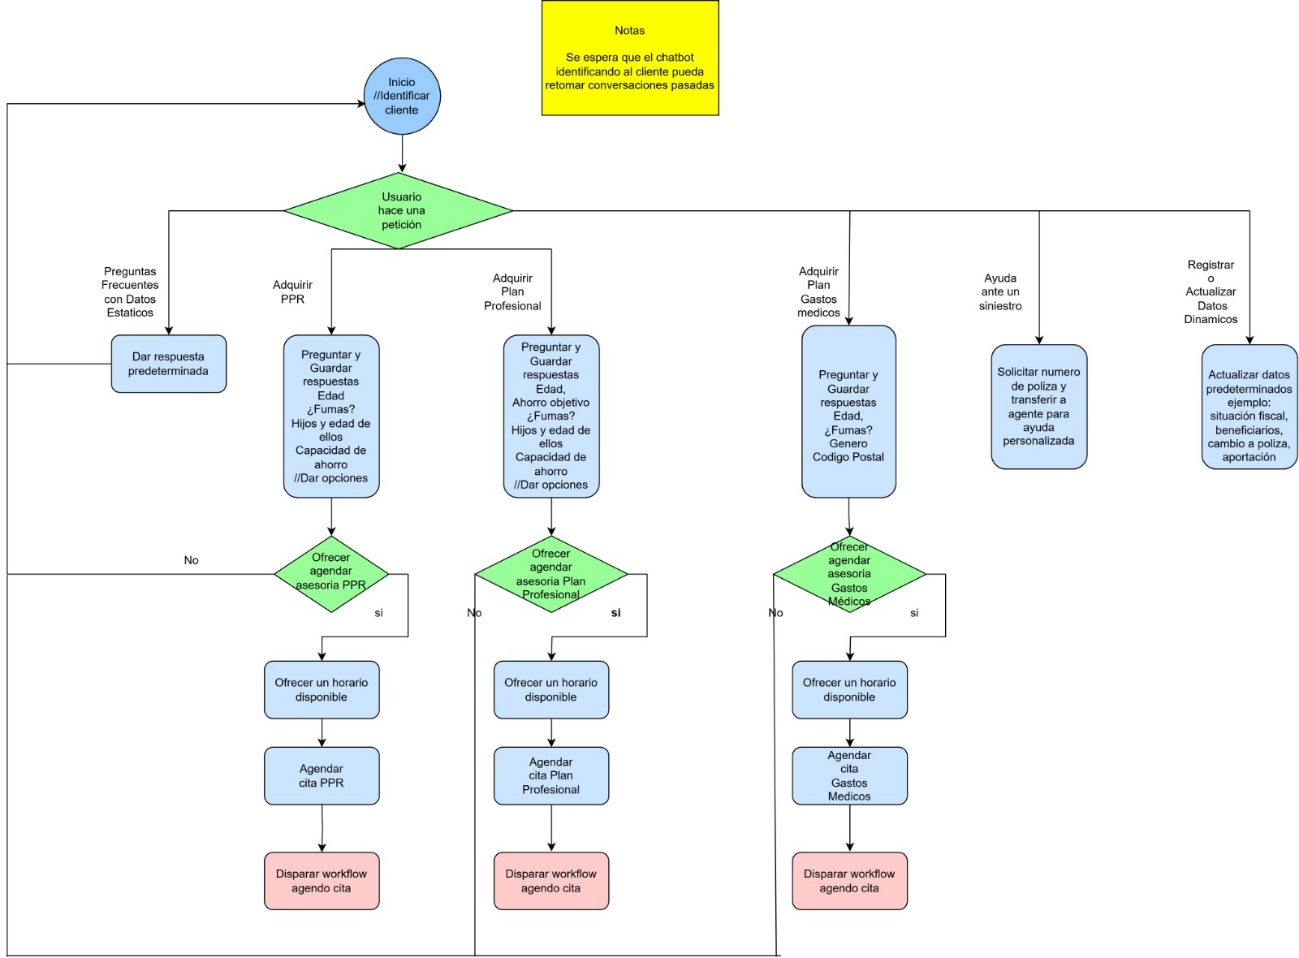 Notas
Se espera que el chatbot
identificando al cliente pueda
retomar conversaciones pasadas
Inicio
//Identificar
cliente
Usuario
hace una
petición
Preguntas
Frecuentes
con Datos
Estaticos
Adquirir
PPR
Adquirir
Plan
Profesional
Adquirir
Plan
Gastos
medicos
Ayuda
ante un
siniestro
Registrar
o
Actualizar
Datos
Dinamicos
Dar respuesta
predeterminada
Preguntar y
Guardar
respuestas
Edad
¿Fumas?
Hijos y edad de
ellos
Capacidad de
ahorro
//Dar opciones
Preguntar y
Guardar
respuestas
Edad,
Ahorro objetivo
¿Fumas?
Hijos y edad de
ellos
Capacidad de
ahorro
//Dar opciones
Preguntar y
Guardar
respuestas
Edad,
¿Fumas?
Genero
Codigo Postal
Solicitar numero
de poliza y
transferir a
agente para
ayuda
personalizada
Actualizar datos
predeterminados
ejemplo:
situación fiscal,
beneficiarios,
cambio a poliza,
aportación
No
Ofrecer
agendar
asesoria PPR
si
Ofrecer
agendar
asesoria Plan
Profesional
No
si
Ofrecer
agendar
asesoria
Gastos
Médicos
No
si
Ofrecer un horario
disponible
Ofrecer un horario
disponible
Ofrecer un horario
disponible
Agendar
cita PPR
Agendar
cita Plan
Profesional
Agendar
cita
Gastos
Medicos
Disparar workflow
agendo cita
Disparar workflow
agendo cita
Disparar workflow
agendo cita